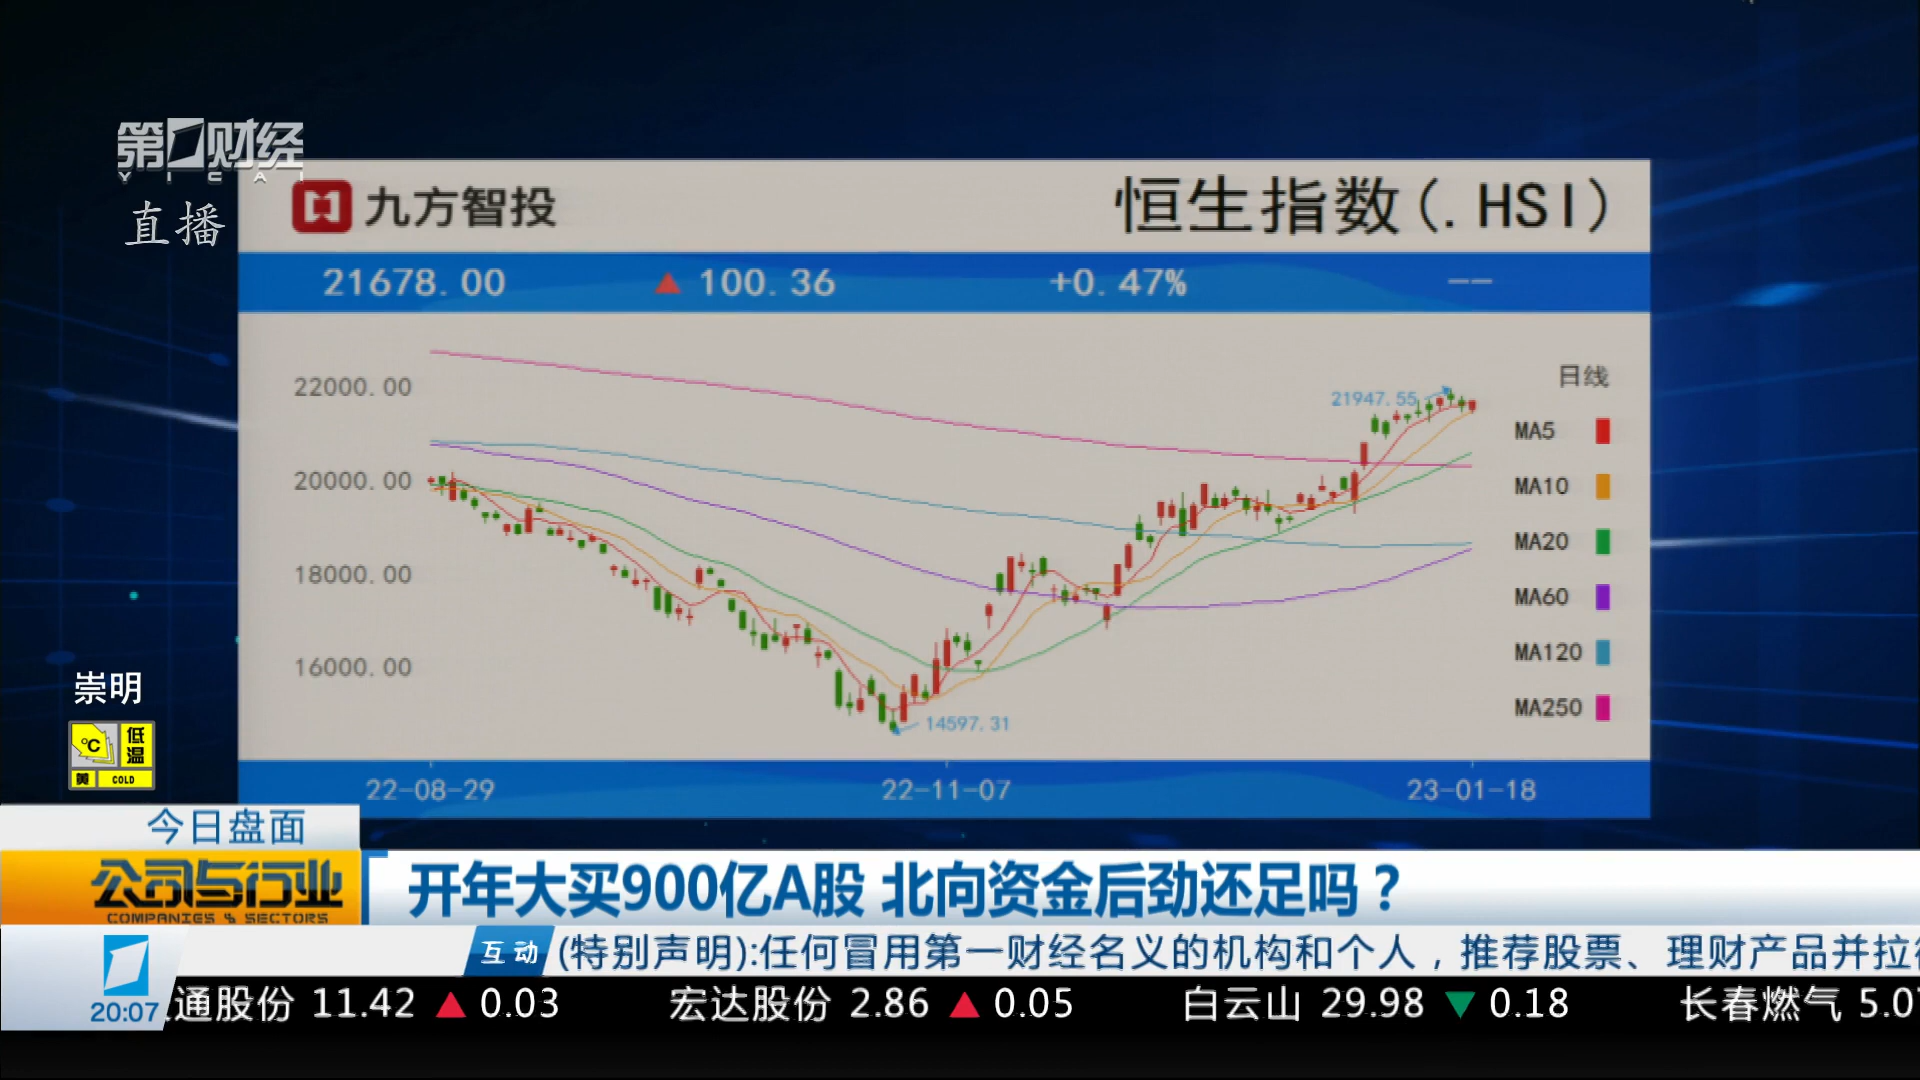 第一财经
YICAI
直播
九方智投
恒生指数(.HSI)
21678.00 ▲ 100.36 +0.47% --
22000.00
20000.00
18000.00
16000.00
21947.55
14597.31
日线
MA5
MA10
MA20
MA60
MA120
MA250
22-08-29 22-11-07 23-01-18
崇明
℃ 低温
黄 COLD
今日盘面
公司与行业
COMPANIES & SECTORS
开年大买900亿A股 北向资金后劲还足吗？
互动 (特别声明):任何冒用第一财经名义的机构和个人，推荐股票、理财产品并拉
20:07
通股份 11.42 ▲ 0.03 宏达股份 2.86 ▲ 0.05 白云山 29.98 ▼ 0.18 长春燃气 5.0